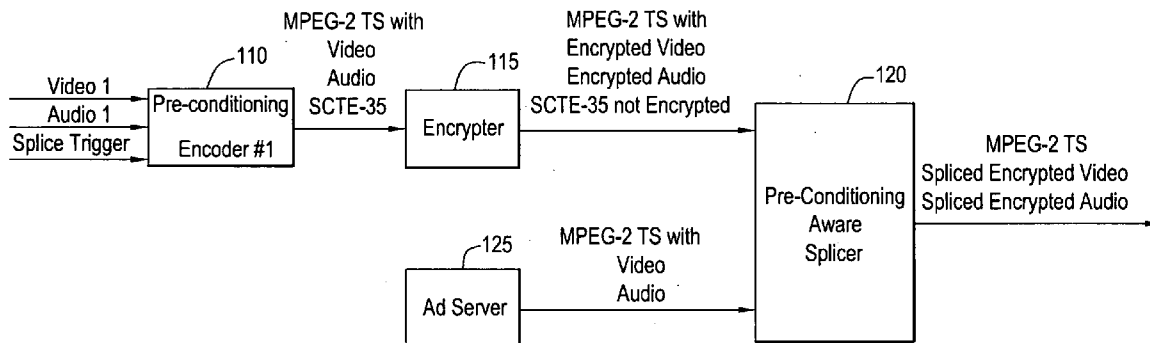 Video 1
Audio 1
Splice Trigger
110
Pre-conditioning
Encoder #1
MPEG-2 TS with
Video
Audio
SCTE-35
115
Encrypter
MPEG-2 TS with
Encrypted Video
Encrypted Audio
SCTE-35 not Encrypted
125
Ad Server
MPEG-2 TS with
Video
Audio
120
Pre-Conditioning
Aware
Splicer
MPEG-2 TS
Spliced Encrypted Video
Spliced Encrypted Audio